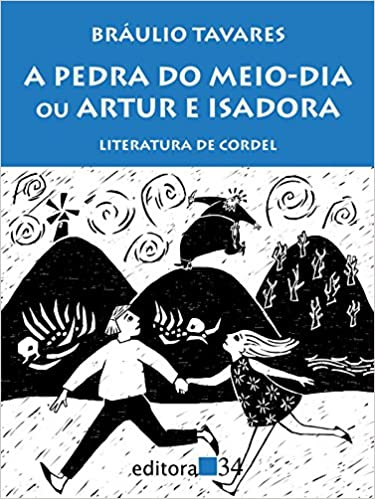 BRÁULIO TAVARES
A PEDRA DO MEIO-DIA
OU ARTUR E ISADORA
LITERATURA DE CORDEL
editora 34